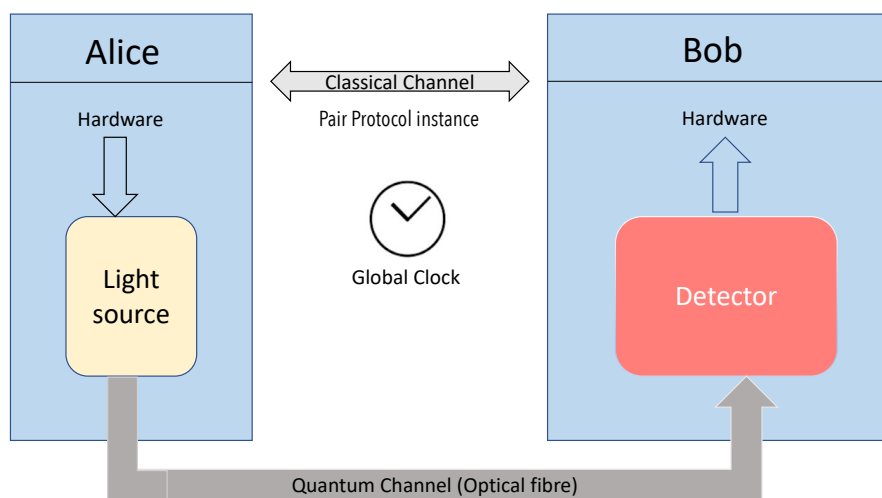 Alice
Bob
Classical Channel
Pair Protocol instance
Hardware
Hardware
Light
source
Global Clock
Detector
Quantum Channel (Optical fibre)